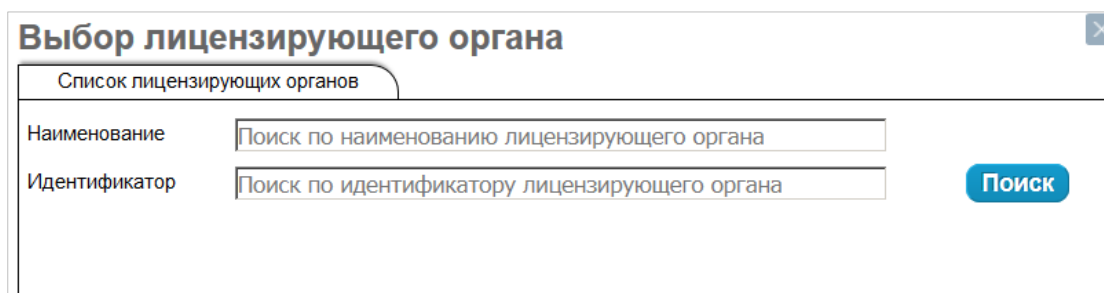 Выбор лицензирующего органа
Список лицензирующих органов
Наименование
Поиск по наименованию лицензирующего органа
Идентификатор
Поиск по идентификатору лицензирующего органа
Поиск